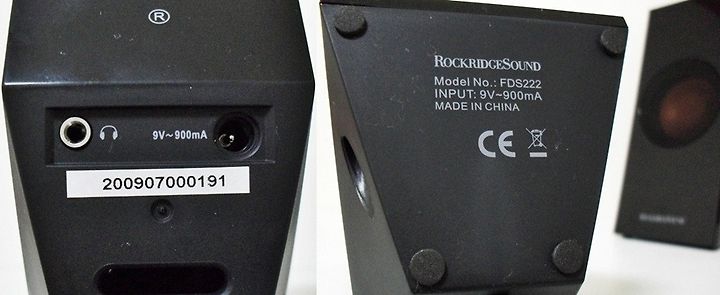 ®
9V~900mA
200907000191
ROCKRIDGESOUND
Model No.: FDS222
INPUT: 9V~900mA
MADE IN CHINA
CE